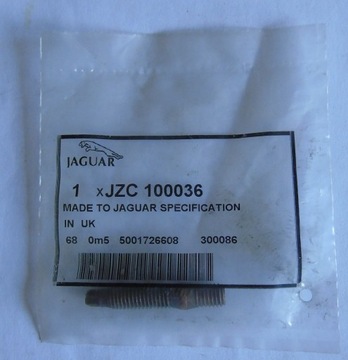 JAGUAR
1 xJZC 100036
MADE TO JAGUAR SPECIFICATION
IN UK
68 0m5 5001726608 300086